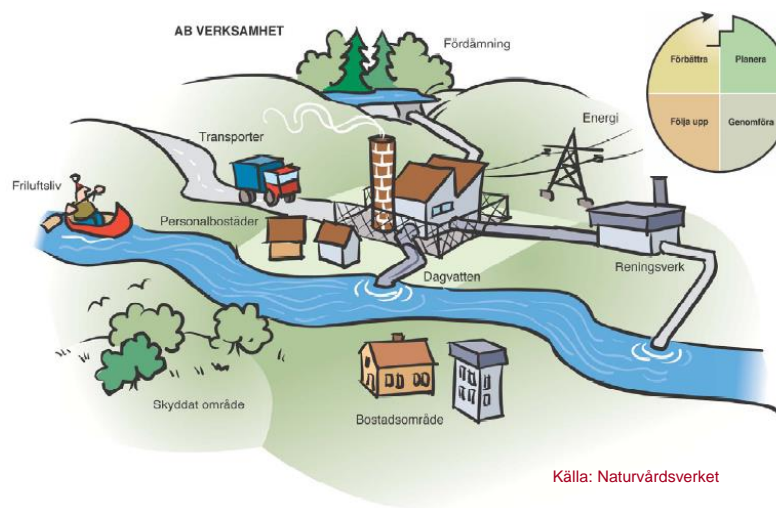 AB VERKSAMHET
Fördämning
Förbättra
Planera
Följa upp
Genomföra
Energi
Transporter
Friluftsliv
Personalbostäder
Dagvatten
Reningsverk
Skyddat område
Bostadsområde
Källa: Naturvårdsverket